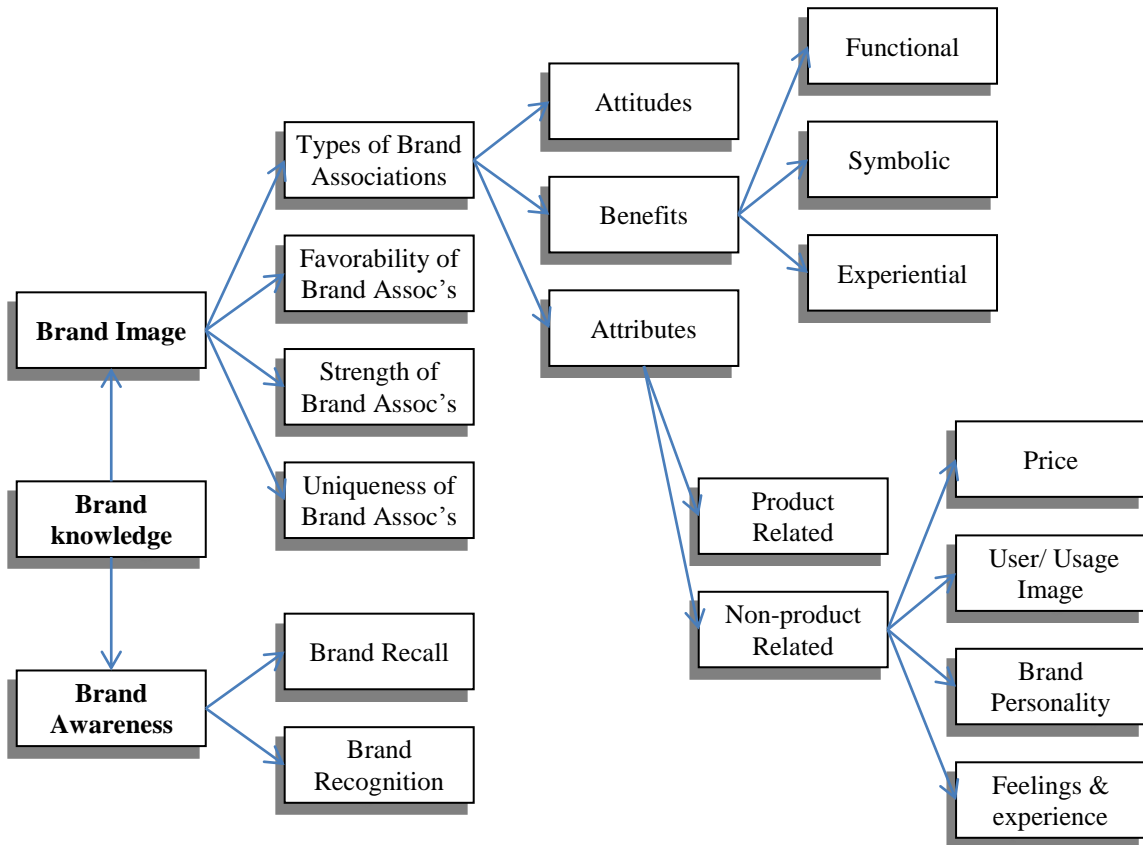 Functional
Attitudes
Types of Brand
Associations
Symbolic
Benefits
Favorability of
Brand Assoc's
Experiential
Brand Image
Attributes
Strength of
Brand Assoc's
Price
Uniqueness of
Brand Assoc's
Brand
knowledge
Product
Related
User/ Usage
Image
Non-product
Related
Brand Recall
Brand
Personality
Brand
Awareness
Brand
Recognition
Feelings &
experience